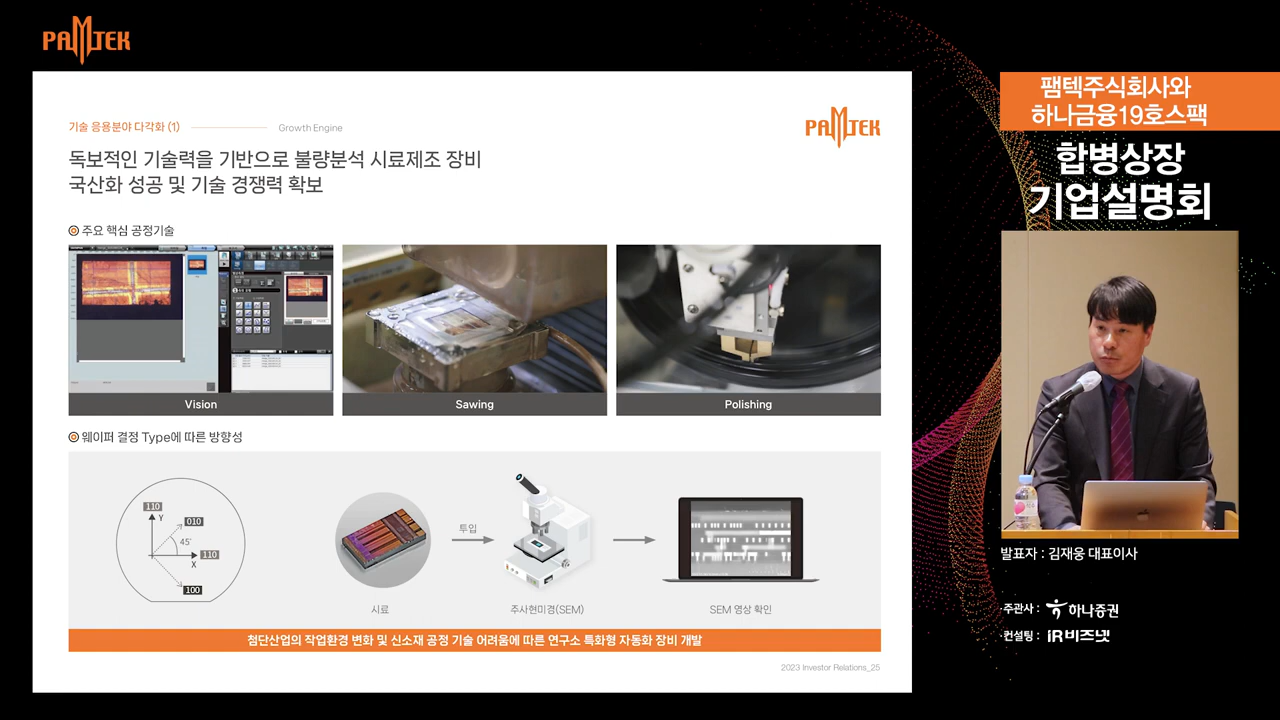 PAMTEK
기술 응용분야 다각화 (1)
Growth Engine
PAMTEK
독보적인 기술력을 기반으로 불량분석 시료제조 장비
국산화 성공 및 기술 경쟁력 확보
주요 핵심 공정기술
Vision
Sawing
Polishing
웨이퍼 결정 Type에 따른 방향성
110
Y
010
45°
110
X
100
시료
투입
주사현미경(SEM)
SEM 영상 확인
첨단산업의 작업환경 변화 및 신소재 공정 기술 어려움에 따른 연구소 특화형 자동화 장비 개발
2023 Investor Relations_25
팸텍주식회사와
하나금융19호스팩
합병상장
기업설명회
발표자 : 김재웅 대표이사
주관사 : 하나증권
컨설팅 : iR비즈넷